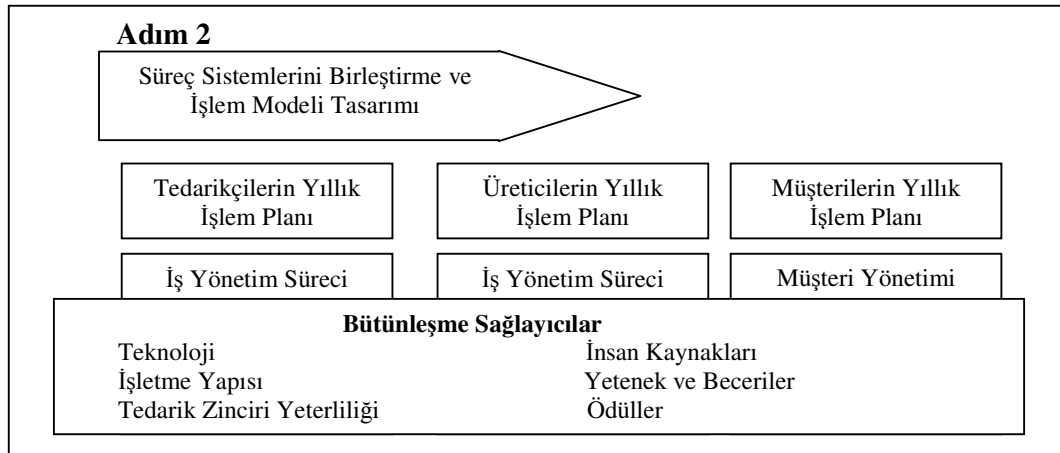 Adım 2
Süreç Sistemlerini Birleştirme ve
İşlem Modeli Tasarımı
Tedarikçilerin Yıllık
İşlem Planı
Üreticilerin Yıllık
İşlem Planı
Müşterilerin Yıllık
İşlem Planı
İş Yönetim Süreci
İş Yönetim Süreci
Müşteri Yönetimi
Bütünleşme Sağlayıcılar
Teknoloji
İnsan Kaynakları
İşletme Yapısı
Yetenek ve Beceriler
Tedarik Zinciri Yeterliliği
Ödüller